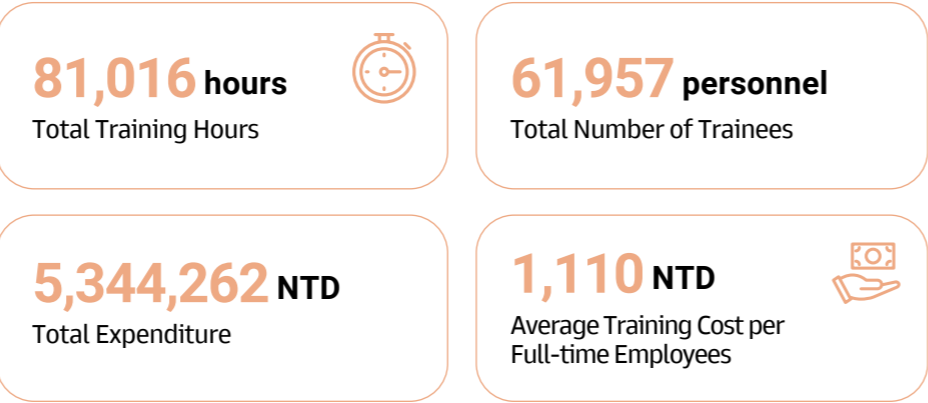 81,016 hours
Total Training Hours
61,957 personnel
Total Number of Trainees
5,344,262 NTD
Total Expenditure
1,110 NTD
Average Training Cost per
Full-time Employees